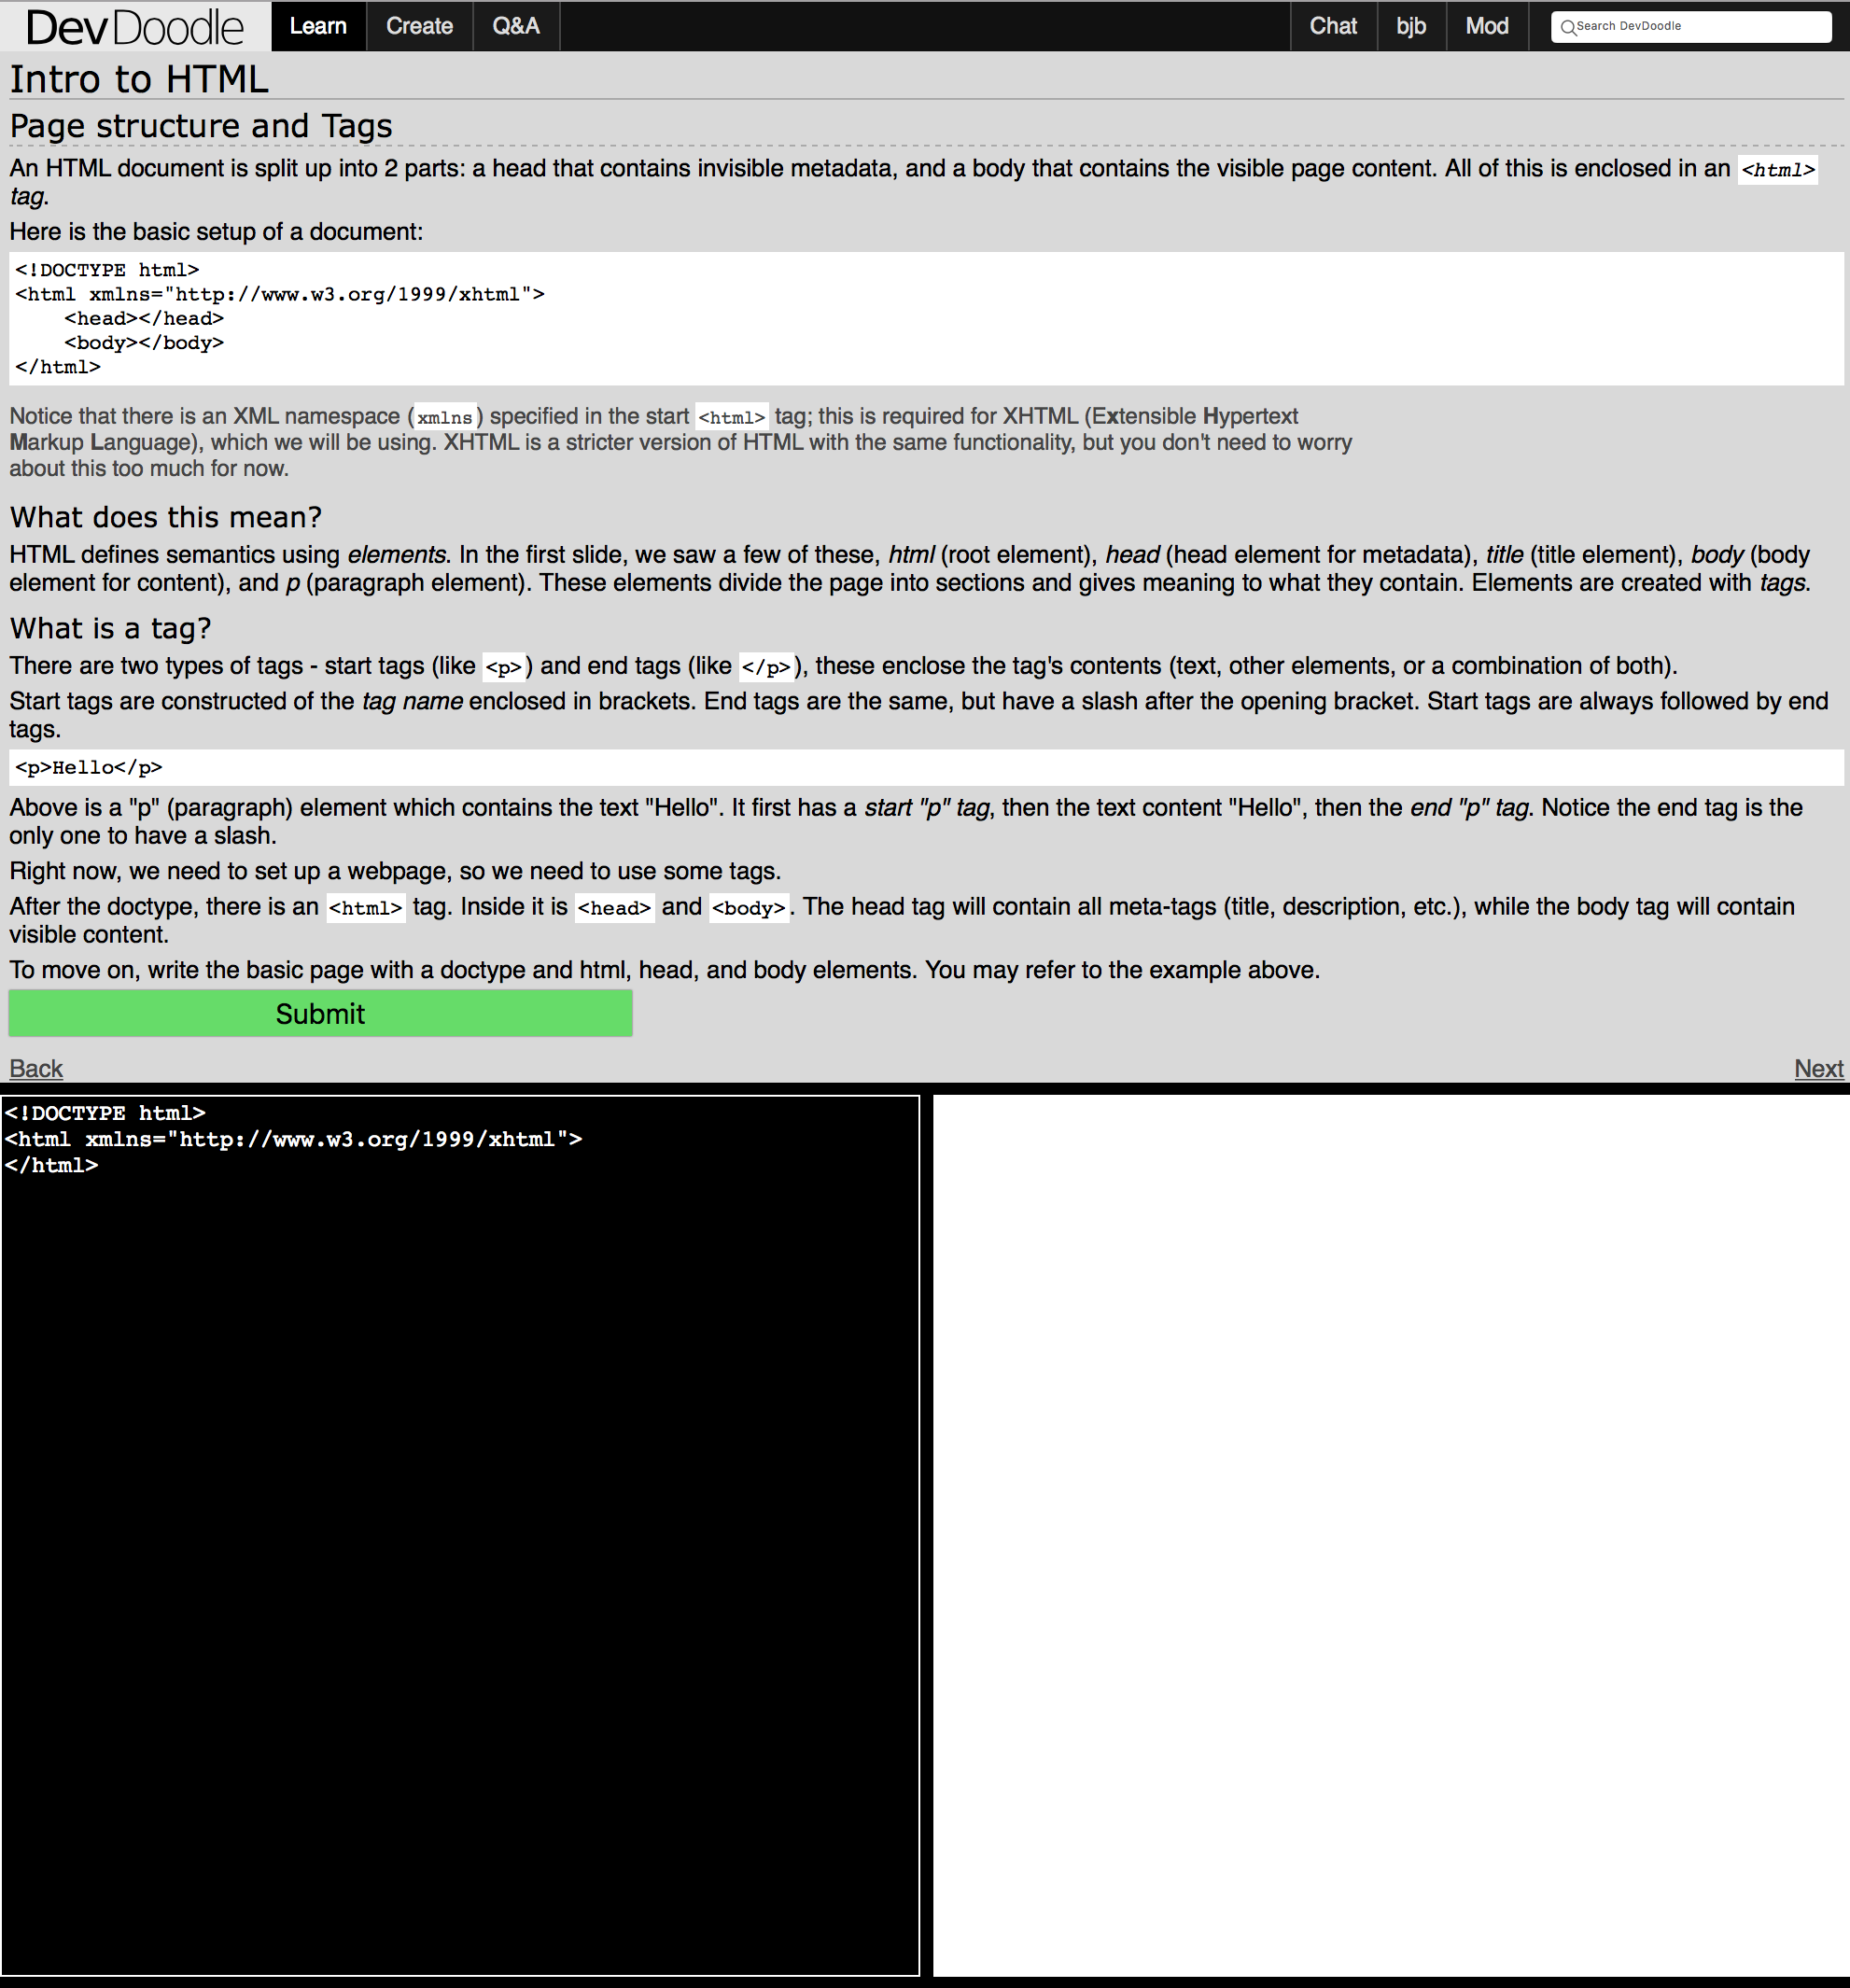 DevDoodle Learn Create Q&A Chat bjb Mod Search DevDoodle
Intro to HTML
Page structure and Tags
An HTML document is split up into 2 parts: a head that contains invisible metadata, and a body that contains the visible page content. All of this is enclosed in an <html>
tag.
Here is the basic setup of a document:
<!DOCTYPE html>
<html xmlns="http://www.w3.org/1999/xhtml">
    <head></head>
    <body></body>
</html>
Notice that there is an XML namespace (xmlns) specified in the start <html> tag; this is required for XHTML (Extensible Hypertext
Markup Language), which we will be using. XHTML is a stricter version of HTML with the same functionality, but you don't need to worry
about this too much for now.
What does this mean?
HTML defines semantics using elements. In the first slide, we saw a few of these, html (root element), head (head element for metadata), title (title element), body (body
element for content), and p (paragraph element). These elements divide the page into sections and gives meaning to what they contain. Elements are created with tags.
What is a tag?
There are two types of tags - start tags (like <p>) and end tags (like </p>), these enclose the tag's contents (text, other elements, or a combination of both).
Start tags are constructed of the tag name enclosed in brackets. End tags are the same, but have a slash after the opening bracket. Start tags are always followed by end
tags.
<p>Hello</p>
Above is a "p" (paragraph) element which contains the text "Hello". It first has a start "p" tag, then the text content "Hello", then the end "p" tag. Notice the end tag is the
only one to have a slash.
Right now, we need to set up a webpage, so we need to use some tags.
After the doctype, there is an <html> tag. Inside it is <head> and <body>. The head tag will contain all meta-tags (title, description, etc.), while the body tag will contain
visible content.
To move on, write the basic page with a doctype and html, head, and body elements. You may refer to the example above.
Submit
Back Next
<!DOCTYPE html>
<html xmlns="http://www.w3.org/1999/xhtml">
</html>